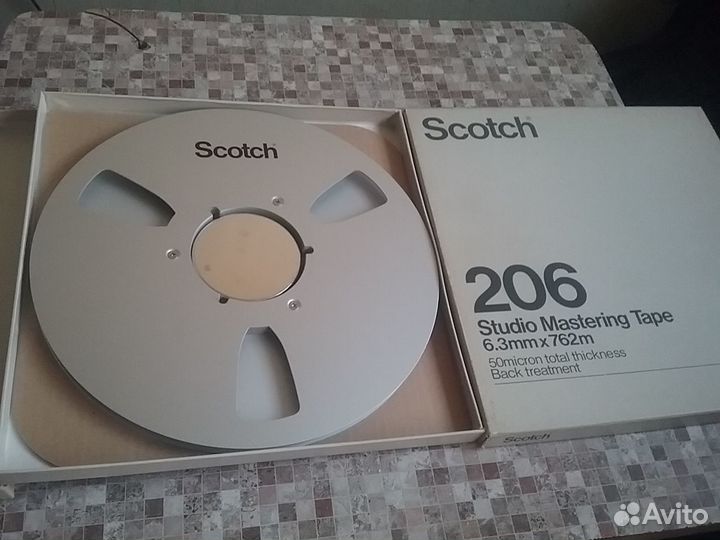 Scotch
Scotch
206
Studio Mastering Tape
6.3mm x 762m
50micron total thickness
Back treatment
Scotch
Avito